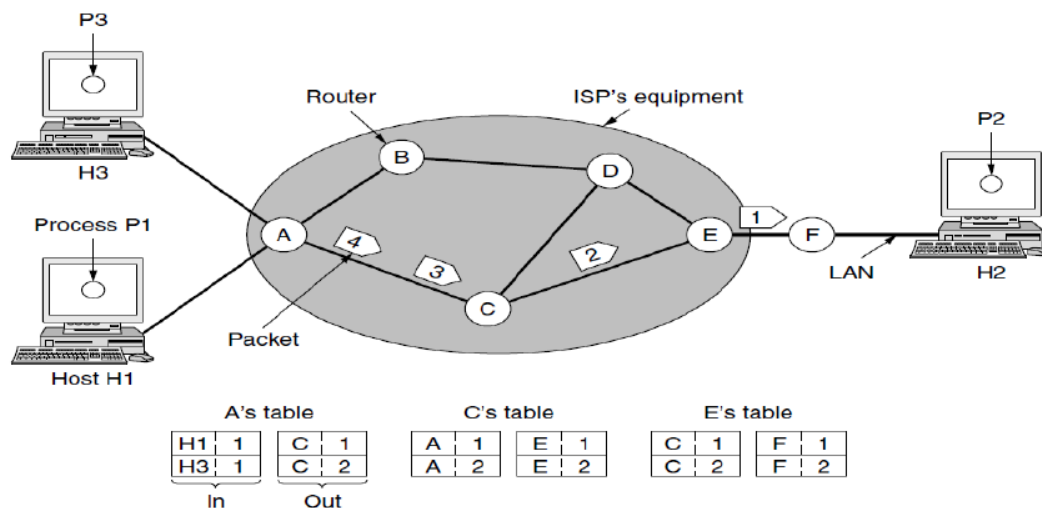 P3
Router
ISP's equipment
P2
B
D
H3
Process P1
A
4
3
2
E
1
F
C
LAN
H2
Packet
Host H1
A's table
C's table
E's table
H1 1 C 1 A 1 E 1 C 1 F 1
H3 1 C 2 A 2 E 2 C 2 F 2
In Out